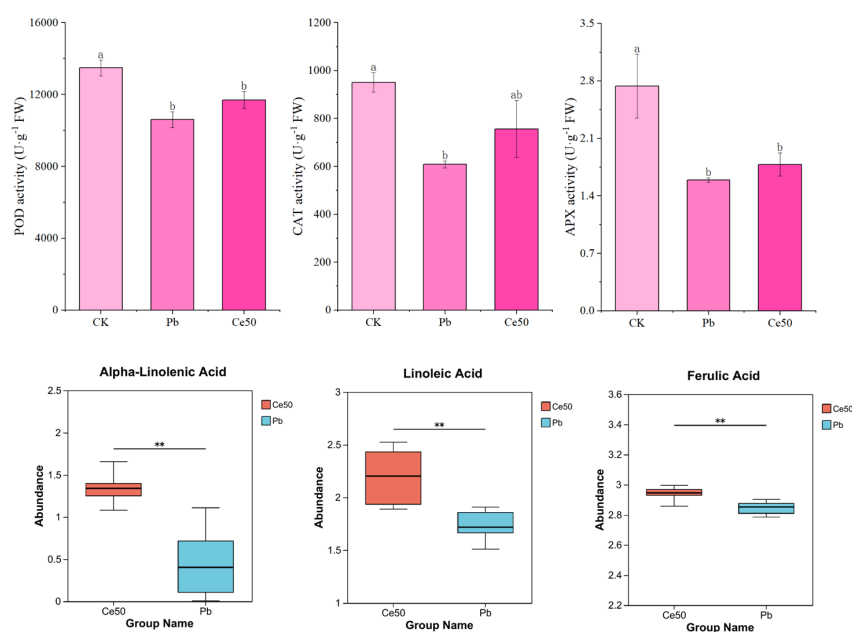 16000
12000
8000
4000
0
POD activity (U·g-1 FW)
a
b
b
CK
Pb
Ce50
1200
1000
800
600
400
200
0
CAT activity (U·g-1 FW)
a
b
ab
CK
Pb
Ce50
3.5
2.8
2.1
1.4
0.7
0.0
APX activity (U·g-1 FW)
a
b
b
CK
Pb
Ce50
Alpha-Linolenic Acid
2.5
2
1.5
1
0.5
0
Abundance
**
Ce50
Pb
Ce50
Pb
Group Name
Linoleic Acid
3
2.5
2
1.5
1
Abundance
**
Ce50
Pb
Ce50
Pb
Group Name
Ferulic Acid
3.6
3.4
3.2
3
2.8
2.6
2.4
2.2
Abundance
**
Ce50
Pb
Ce50
Pb
Group Name